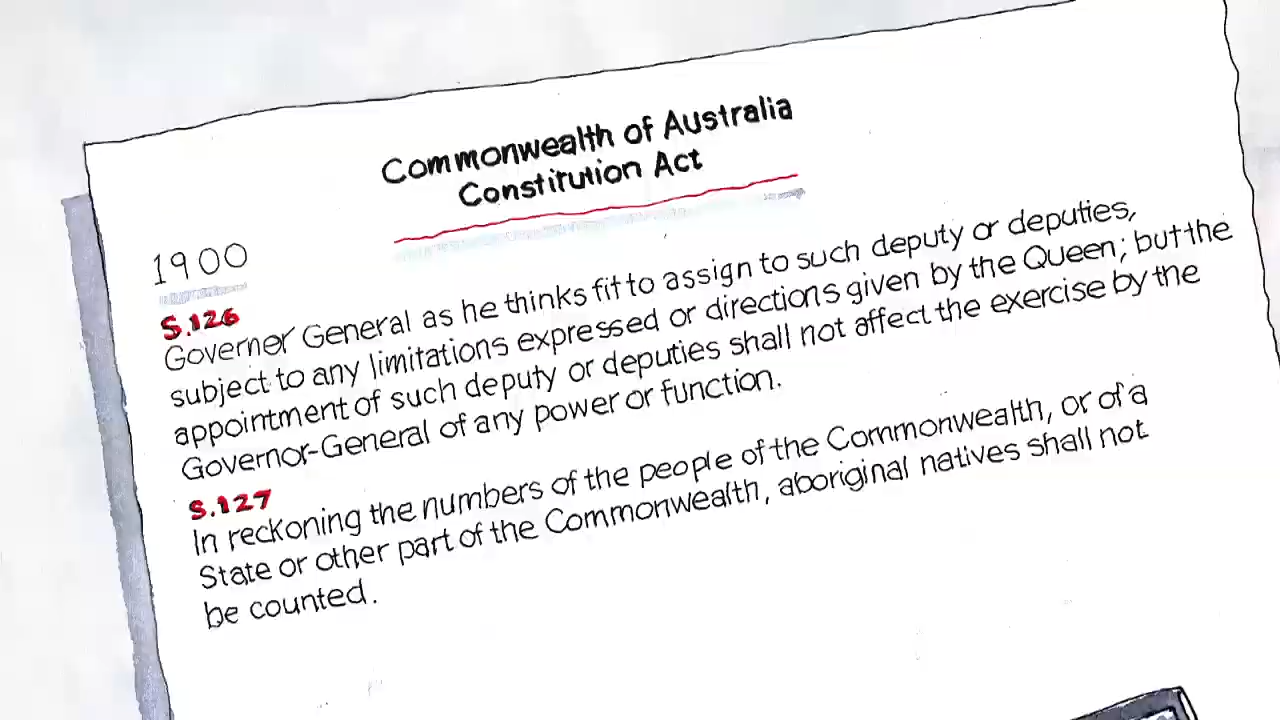 Commonwealth of Australia
Constitution Act
1900
S.126
Governer General as he thinks fit to assign to such deputy or deputies,
subject to any limitations expressed or directions given by the Queen; but the
appointment of such deputy or deputies shall not affect the exercise by the
Governor-General of any power or function.
S.127
In reckoning the numbers of the people of the Commonwealth, or of a
State or other part of the Commonwealth, aboriginal natives shall not
be counted.